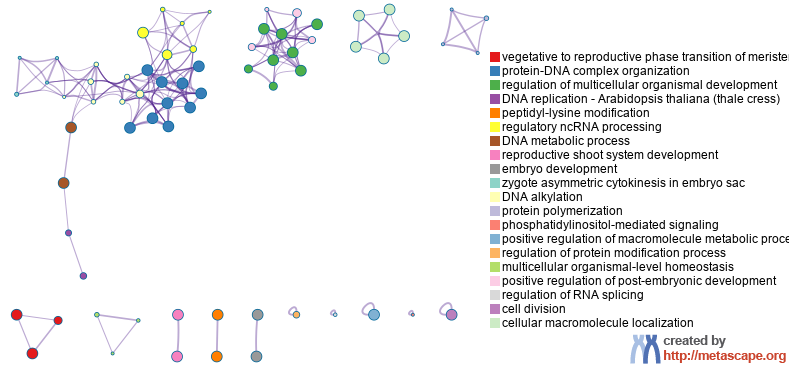 vegetative to reproductive phase transition of
protein-DNA complex organization
regulation of multicellular organismal development
DNA replication - Arabidopsis thaliana (thale cress)
peptidyl-lysine modification
regulatory ncRNA processing
DNA metabolic process
reproductive shoot system development
embryo development
zygote asymmetric cytokinesis in embryo sac
DNA alkylation
protein polymerization
phosphatidylinositol-mediated signaling
positive regulation of macromolecule metabolic
regulation of protein modification process
multicellular organismal-level homeostasis
positive regulation of post-embryonic development
regulation of RNA splicing
cell division
cellular macromolecule localization
created by
http://metascape.org